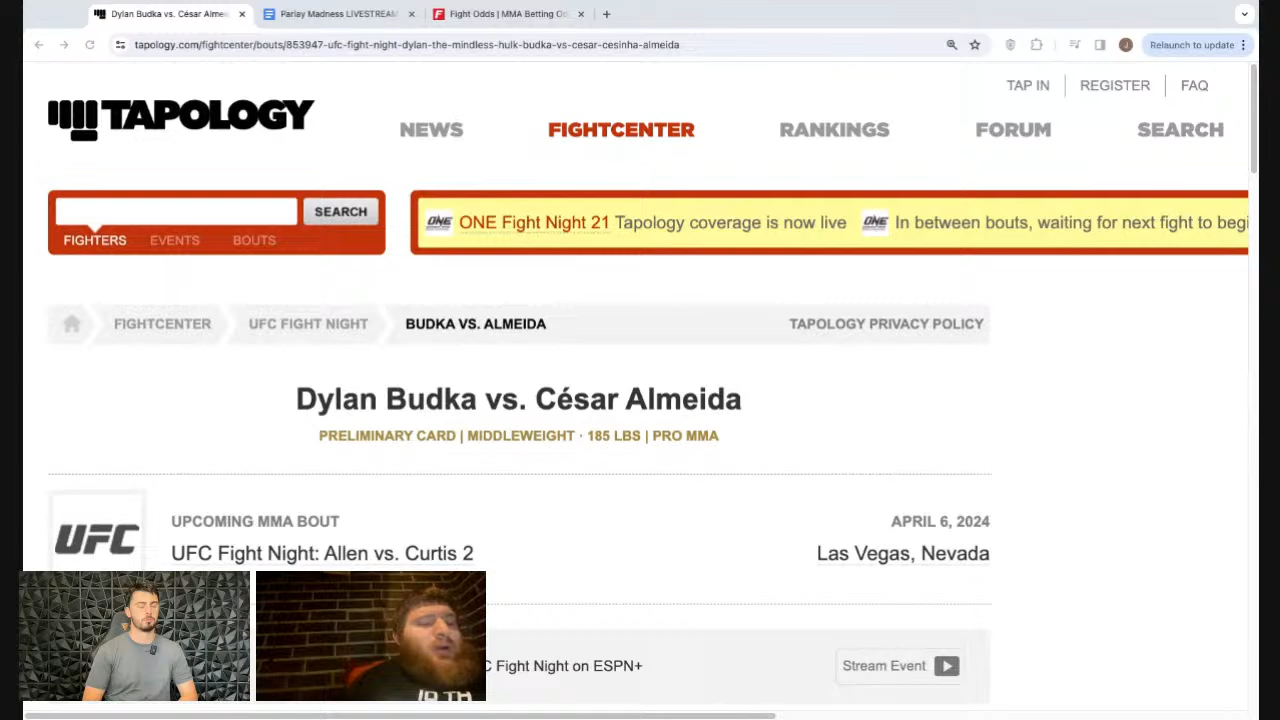 Dylan Budka vs. César Almei
Parlay Madness LIVESTREAM
Fight Odds | MMA Betting Od
tapology.com/fightcenter/bouts/853947-ufc-fight-night-dylan-the-mindless-hulk-budka-vs-cesar-cesinha-almeida
Relaunch to update
TAP IN
REGISTER
FAQ
TAPOLOGY
NEWS
FIGHTCENTER
RANKINGS
FORUM
SEARCH
SEARCH
FIGHTERS
EVENTS
BOUTS
ONE
ONE Fight Night 21 Tapology coverage is now live
ONE
In between bouts, waiting for next fight to begi
FIGHTCENTER
UFC FIGHT NIGHT
BUDKA VS. ALMEIDA
TAPOLOGY PRIVACY POLICY
Dylan Budka vs. César Almeida
PRELIMINARY CARD | MIDDLEWEIGHT · 185 LBS | PRO MMA
UFC
UPCOMING MMA BOUT
APRIL 6, 2024
UFC Fight Night: Allen vs. Curtis 2
Las Vegas, Nevada
C Fight Night on ESPN+
Stream Event